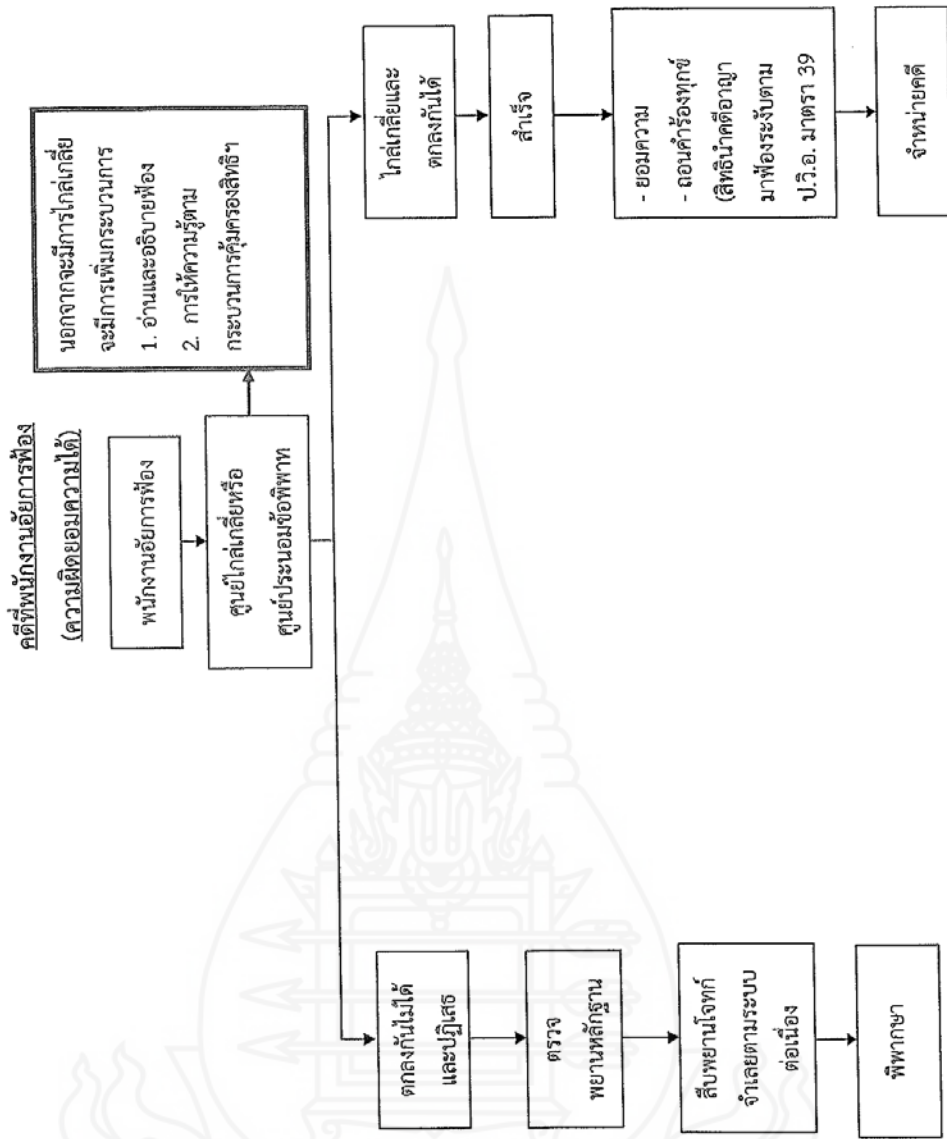 คดีที่พนักงานอัยการฟ้อง
(ความผิดยอมความได้)
พนักงานอัยการฟ้อง
ศูนย์ไกล่เกลี่ยหรือ
ศูนย์ประนอมข้อพิพาท
นอกจากจะมีการไกล่เกลี่ย
จะมีการเพิ่มกระบวนการ
1. อ่านและอธิบายฟ้อง
2. การให้ความรู้ตาม
กระบวนการคุ้มครองสิทธิฯ
ตกลงกันไม่ได้
และปฏิเสธ
ตรวจ
พยานหลักฐาน
สืบพยานโจทก์
จำเลยตามระบบ
ต่อเนื่อง
พิพากษา
ไกล่เกลี่ยและ
ตกลงกันได้
สำเร็จ
- ยอมความ
- ถอนคำร้องทุกข์
(สิทธินำคดีอาญา
มาฟ้องระงับตาม
ป.วิ.อ. มาตรา 39
จำหน่ายคดี